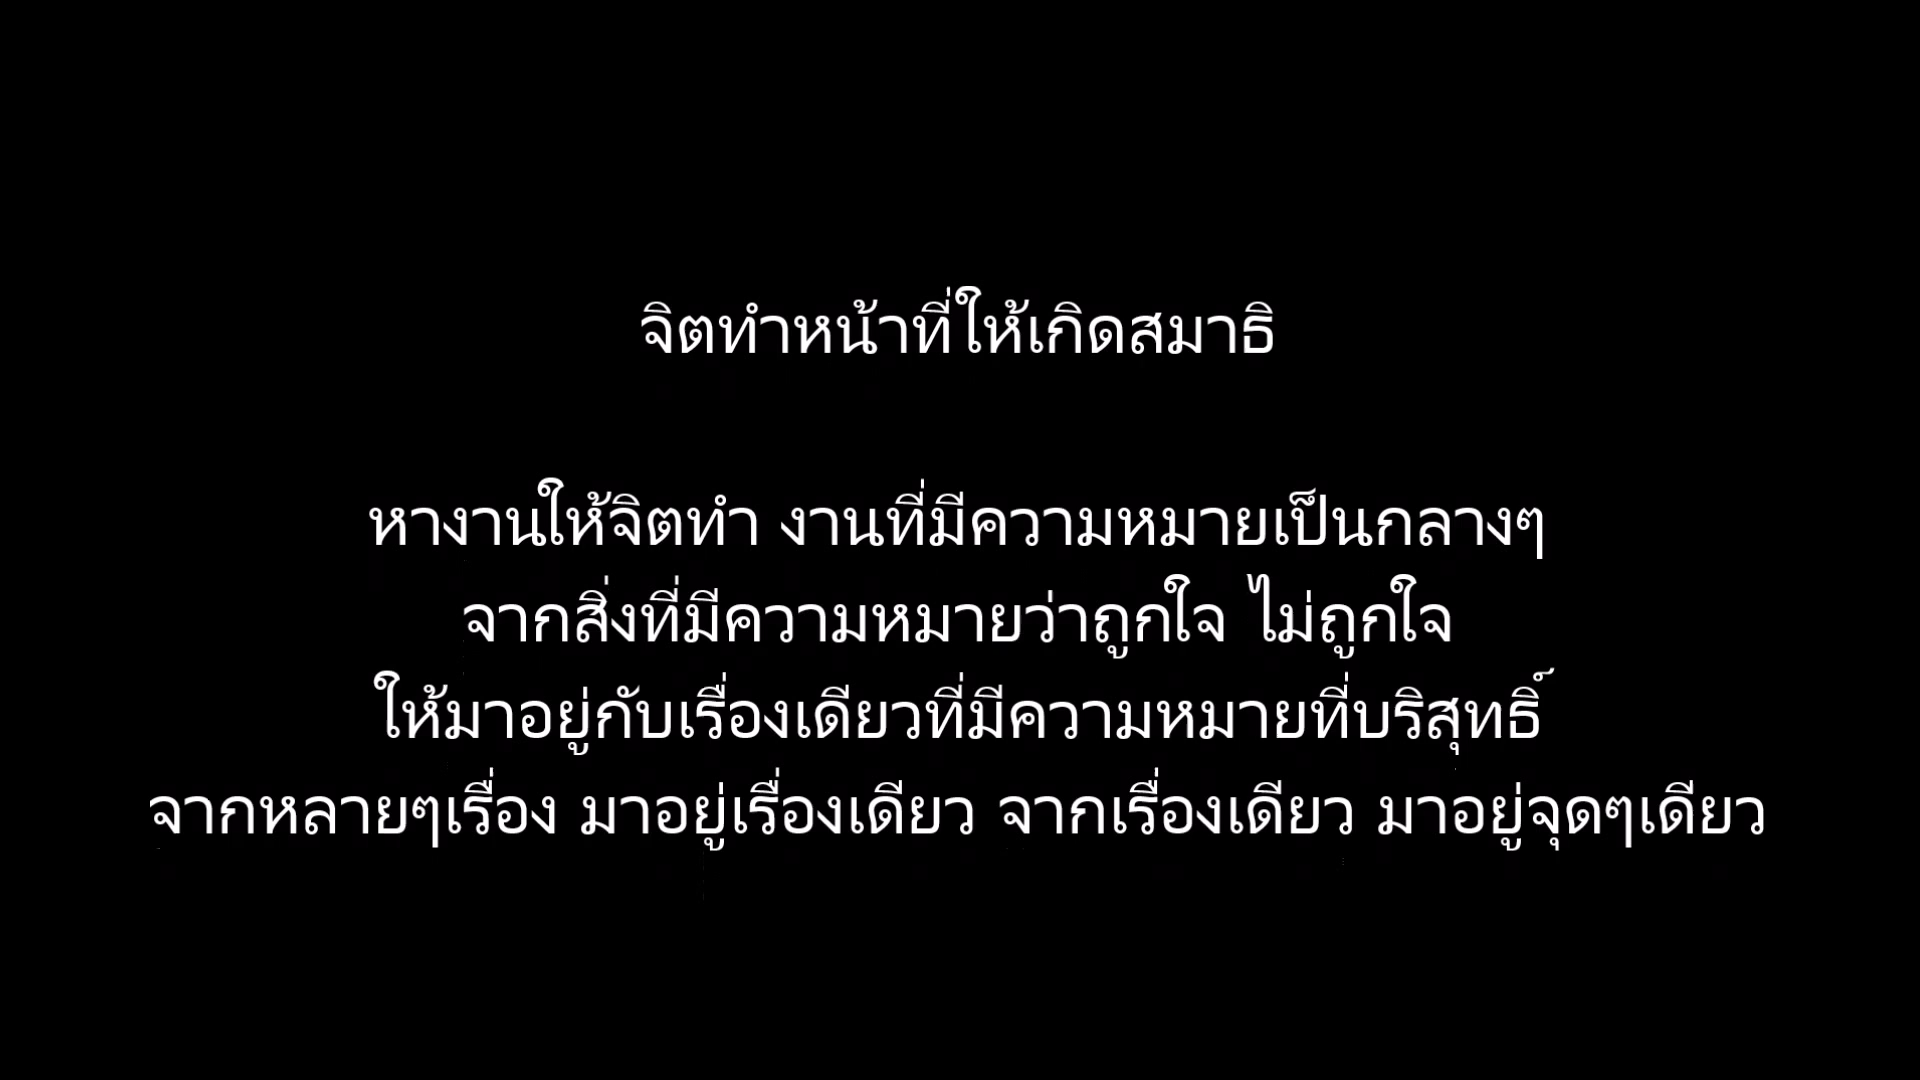 จิตทำหน้าที่ให้เกิดสมาธิ
หางานให้จิตทำ งานที่มีความหมายเป็นกลางๆ
จากสิ่งที่มีความหมายว่าถูกใจ ไม่ถูกใจ
ให้มาอยู่กับเรื่องเดียวที่มีความหมายที่บริสุทธิ์
จากหลายๆเรื่อง มาอยู่เรื่องเดียว จากเรื่องเดียว มาอยู่จุดๆเดียว